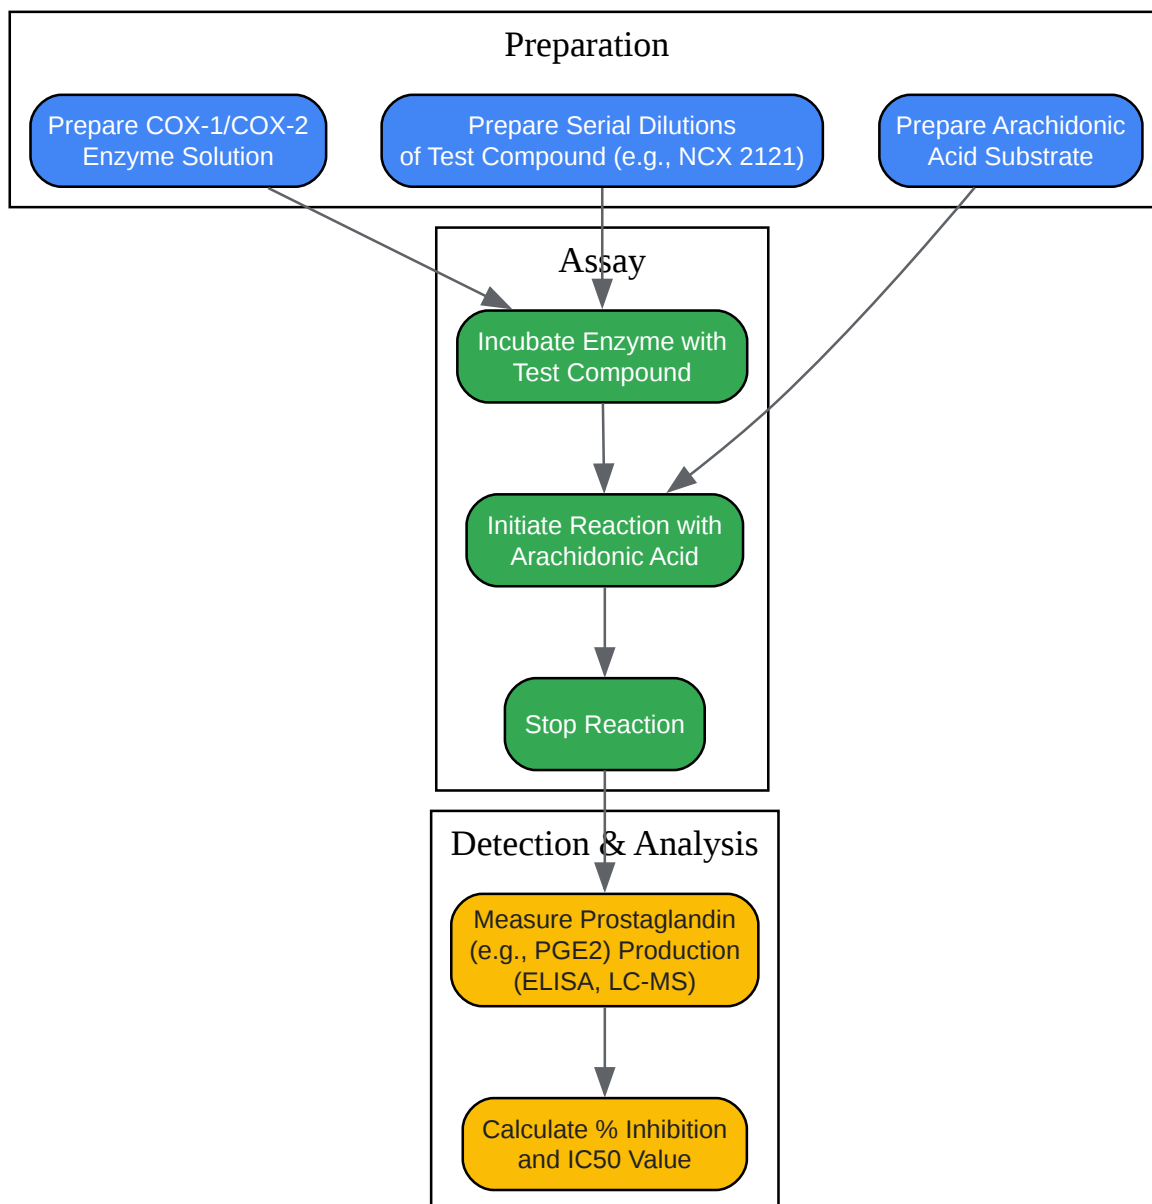 Preparation
Prepare COX-1/COX-2
Enzyme Solution
Prepare Serial Dilutions
of Test Compound (e.g., NCX 2121)
Prepare Arachidonic
Acid Substrate
Assay
Incubate Enzyme with
Test Compound
Initiate Reaction with
Arachidonic Acid
Stop Reaction
Detection & Analysis
Measure Prostaglandin
(e.g., PGE2) Production
(ELISA, LC-MS)
Calculate % Inhibition
and IC50 Value